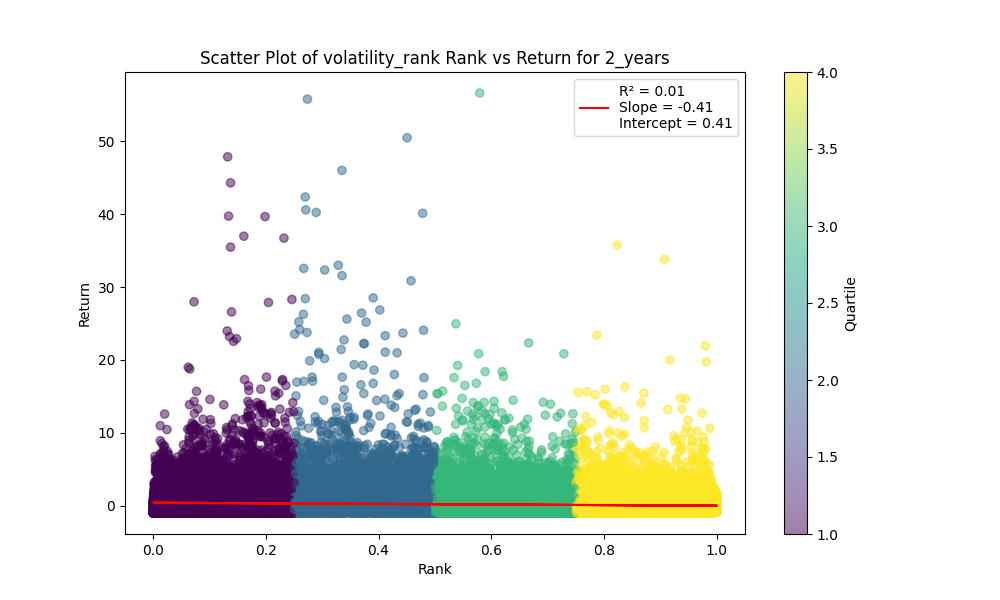 Scatter Plot of volatility_rank Rank vs Return for 2_years
R² = 0.01
Slope = -0.41
Intercept = 0.41
Return
50
40
30
20
10
0
0.0
0.2
0.4
0.6
0.8
1.0
Rank
4.0
3.5
3.0
2.5
2.0
1.5
1.0
Quartile